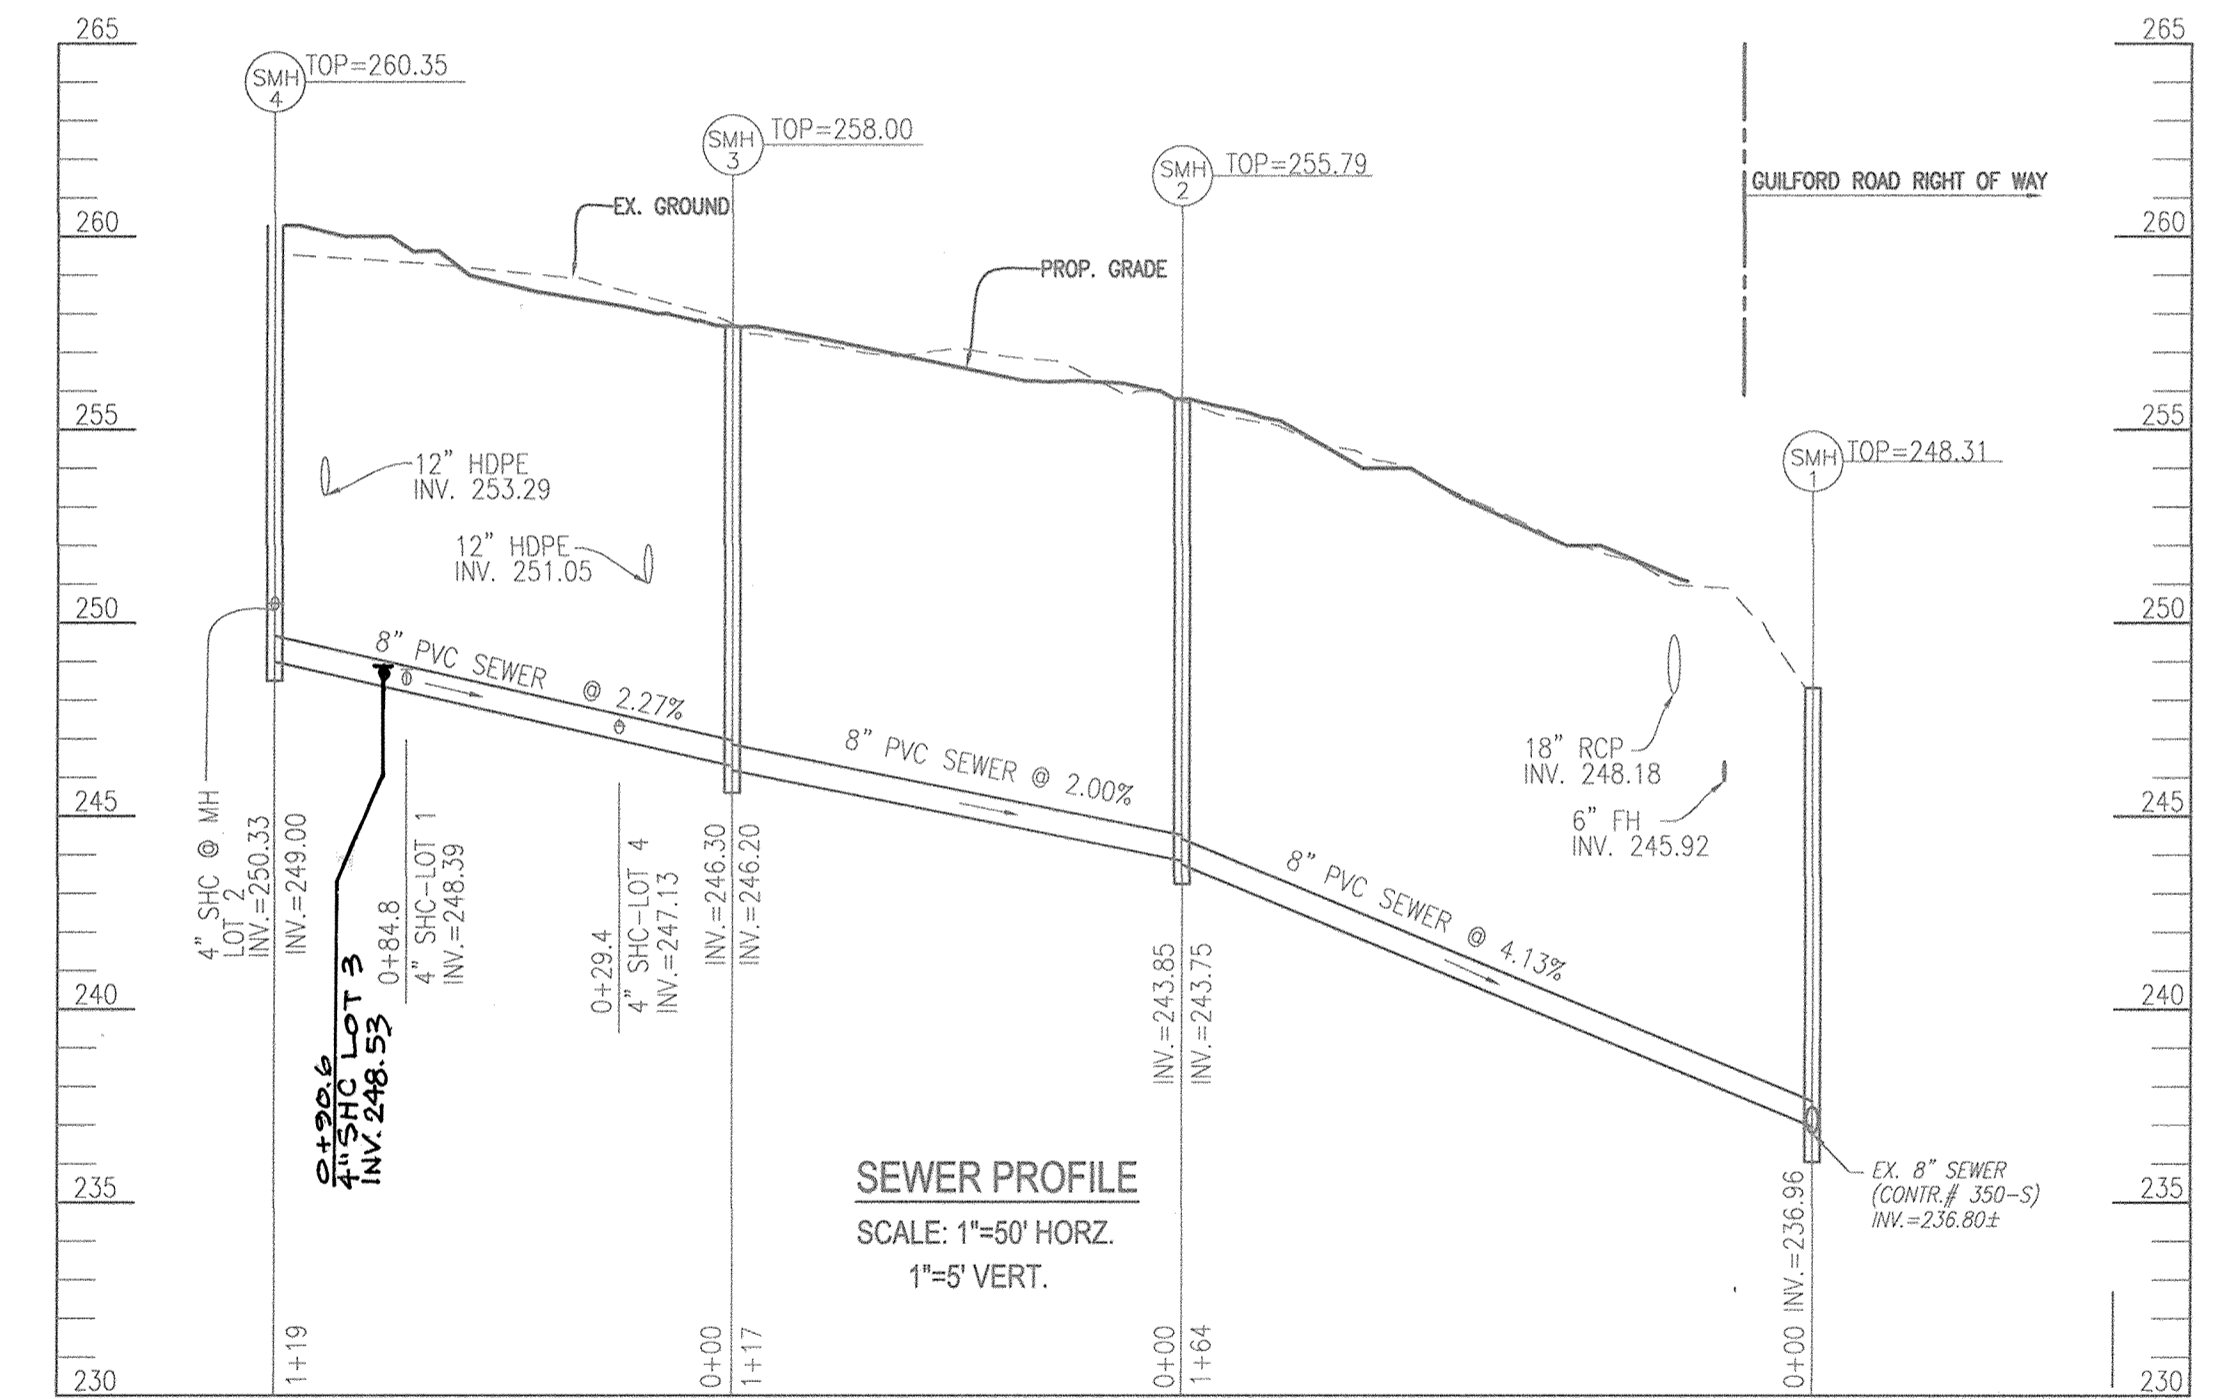 265
265
SMH
4
TOP=260.35
SMH
3
TOP=258.00
SMH
2
TOP=255.79
GUILFORD ROAD RIGHT OF WAY
EX. GROUND
260
260
PROP. GRADE
255
255
SMH
1
TOP=248.31
12" HDPE
INV. 253.29
12" HDPE
INV. 251.05
250
250
8" PVC SEWER @ 2.27%
8" PVC SEWER @ 2.00%
18" RCP
INV. 248.18
6" FH
INV. 245.92
245
245
8" PVC SEWER @ 4.13%
4" SHC @ MH
LOT 2
INV.=250.33
INV.=249.00
0+90.6
4" SHC LOT 3
INV. 248.53
0+84.8
4" SHC-LOT 1
INV.=248.39
0+29.4
4" SHC-LOT 4
INV.=247.13
INV.=246.30
INV.=246.20
INV.=243.85
INV.=243.75
240
240
SEWER PROFILE
SCALE: 1"=50' HORZ.
1"=5' VERT.
EX. 8" SEWER
(CONTR.# 350-S)
INV.=236.80±
235
235
1+19
0+00
1+17
0+00
1+64
0+00 INV.=236.96
230
230